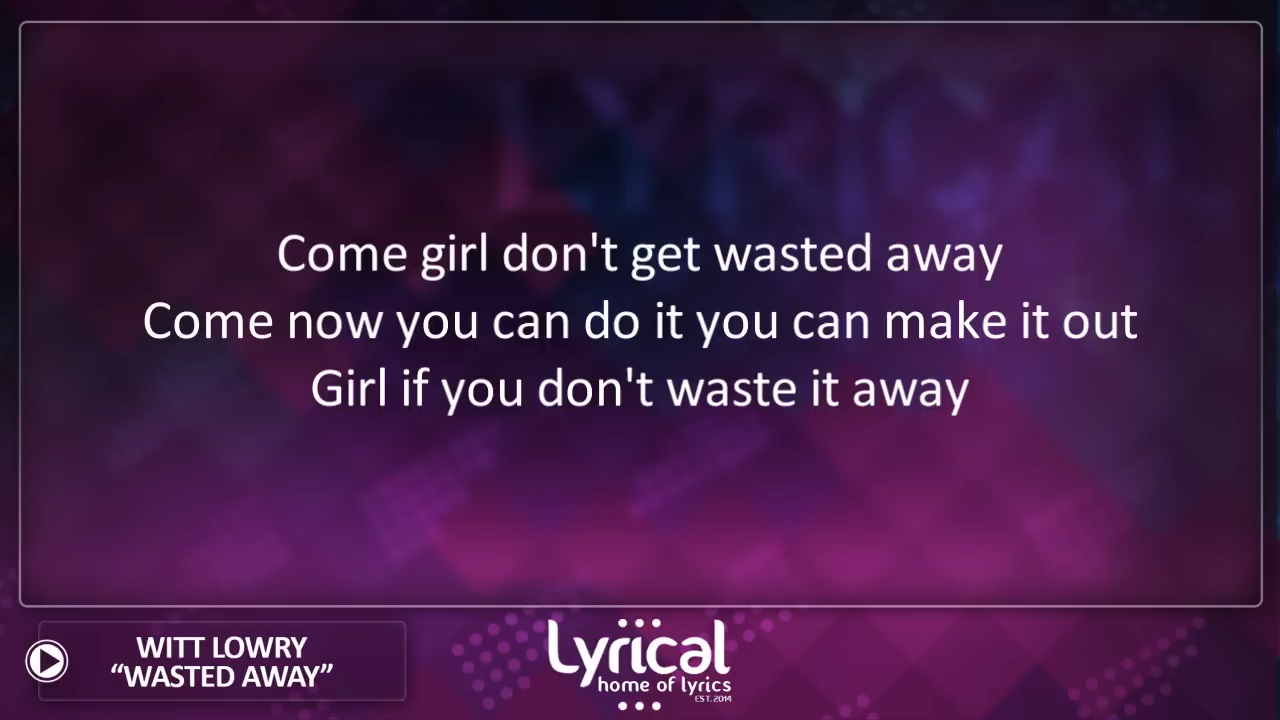 LYRICAL
Come girl don't get wasted away
Come now you can do it you can make it out
Girl if you don't waste it away
WITT LOWRY
“WASTED AWAY”
Lyrical
home of lyrics
EST. 2014